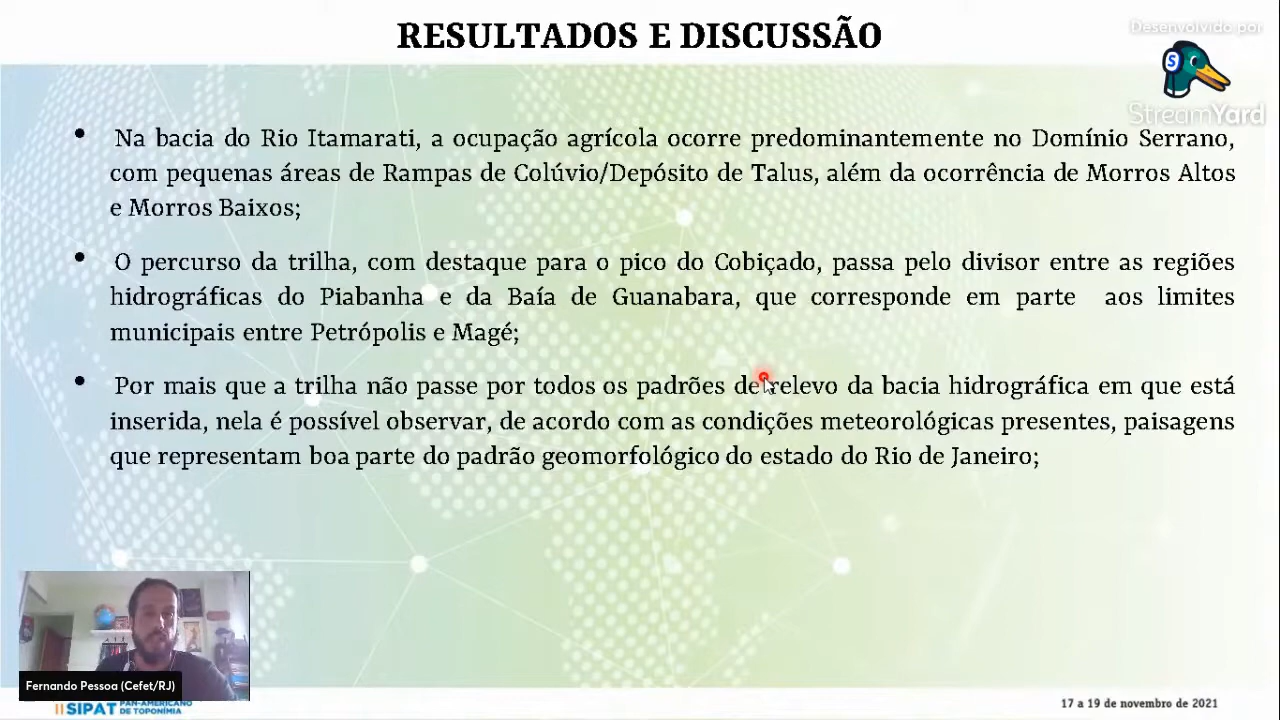 RESULTADOS E DISCUSSÃO
Desenvolvido por
StreamYard
• Na bacia do Rio Itamarati, a ocupação agrícola ocorre predominantemente no Domínio Serrano,
com pequenas áreas de Rampas de Colúvio/Depósito de Talus, além da ocorrência de Morros Altos
e Morros Baixos;
• O percurso da trilha, com destaque para o pico do Cobiçado, passa pelo divisor entre as regiões
hidrográficas do Piabanha e da Baía de Guanabara, que corresponde em parte aos limites
municipais entre Petrópolis e Magé;
• Por mais que a trilha não passe por todos os padrões de relevo da bacia hidrográfica em que está
inserida, nela é possível observar, de acordo com as condições meteorológicas presentes, paisagens
que representam boa parte do padrão geomorfológico do estado do Rio de Janeiro;
Fernando Pessoa (Cefet/RJ)
II SIPAT PAN-AMERICANO
DE TOPONÍMIA
17 a 19 de novembro de 2021